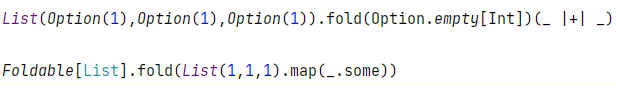 List(Option(1),Option(1),Option(1)).fold(Option.empty[Int])(_ |+| _)
Foldable[List].fold(List(1,1,1).map(_.some))